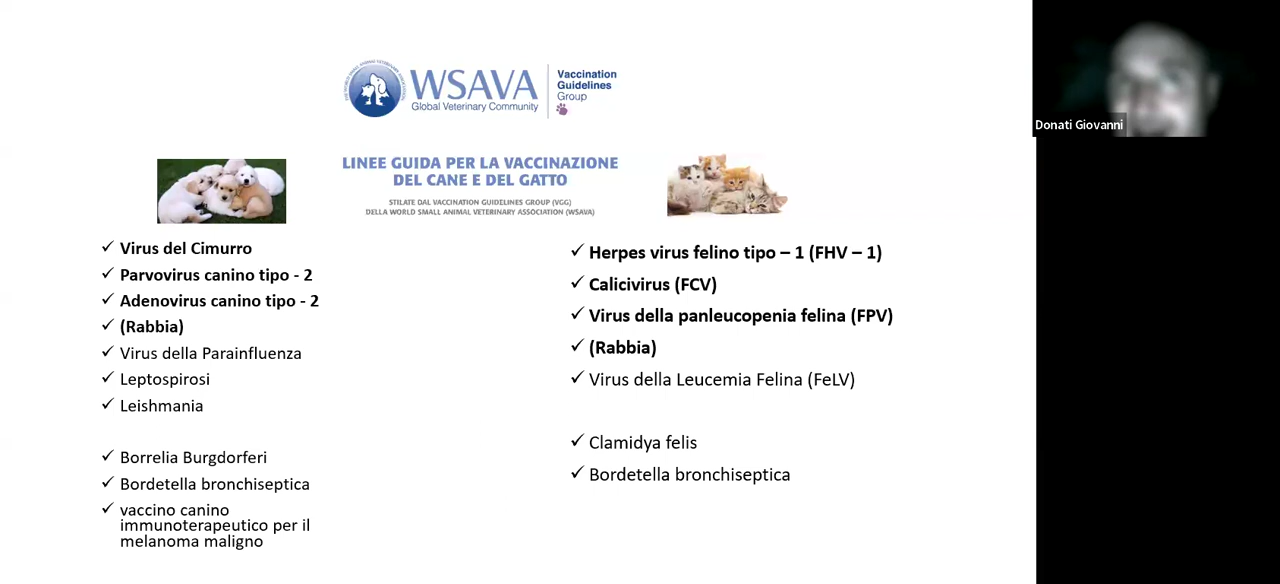 WSAVA
Global Veterinary Community
Vaccination
Guidelines
Group
Donati Giovanni
LINEE GUIDA PER LA VACCINAZIONE
DEL CANE E DEL GATTO
STILATE DAL VACCINATION GUIDELINES GROUP (VGG)
DELLA WORLD SMALL ANIMAL VETERINARY ASSOCIATION (WSAVA)
✓ Virus del Cimurro
✓ Parvovirus canino tipo - 2
✓ Adenovirus canino tipo - 2
✓ (Rabbia)
✓ Virus della Parainfluenza
✓ Leptospirosi
✓ Leishmania
✓ Borrelia Burgdorferi
✓ Bordetella bronchiseptica
✓ vaccino canino
immunoterapeutico per il
melanoma maligno
✓ Herpes virus felino tipo – 1 (FHV – 1)
✓ Calicivirus (FCV)
✓ Virus della panleucopenia felina (FPV)
✓ (Rabbia)
✓ Virus della Leucemia Felina (FeLV)
✓ Clamidya felis
✓ Bordetella bronchiseptica